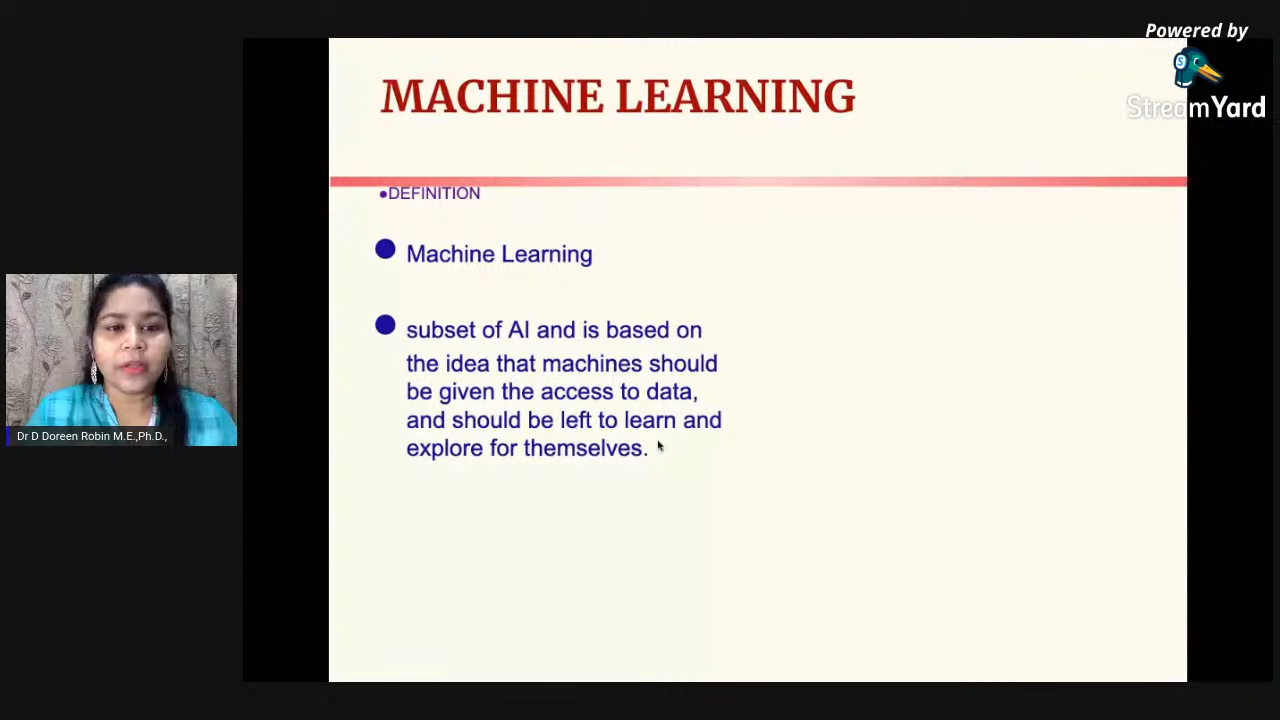 Powered by
StreamYard
MACHINE LEARNING
●DEFINITION
● Machine Learning
● subset of AI and is based on
the idea that machines should
be given the access to data,
and should be left to learn and
explore for themselves.
Dr D Doreen Robin M.E.,Ph.D.,